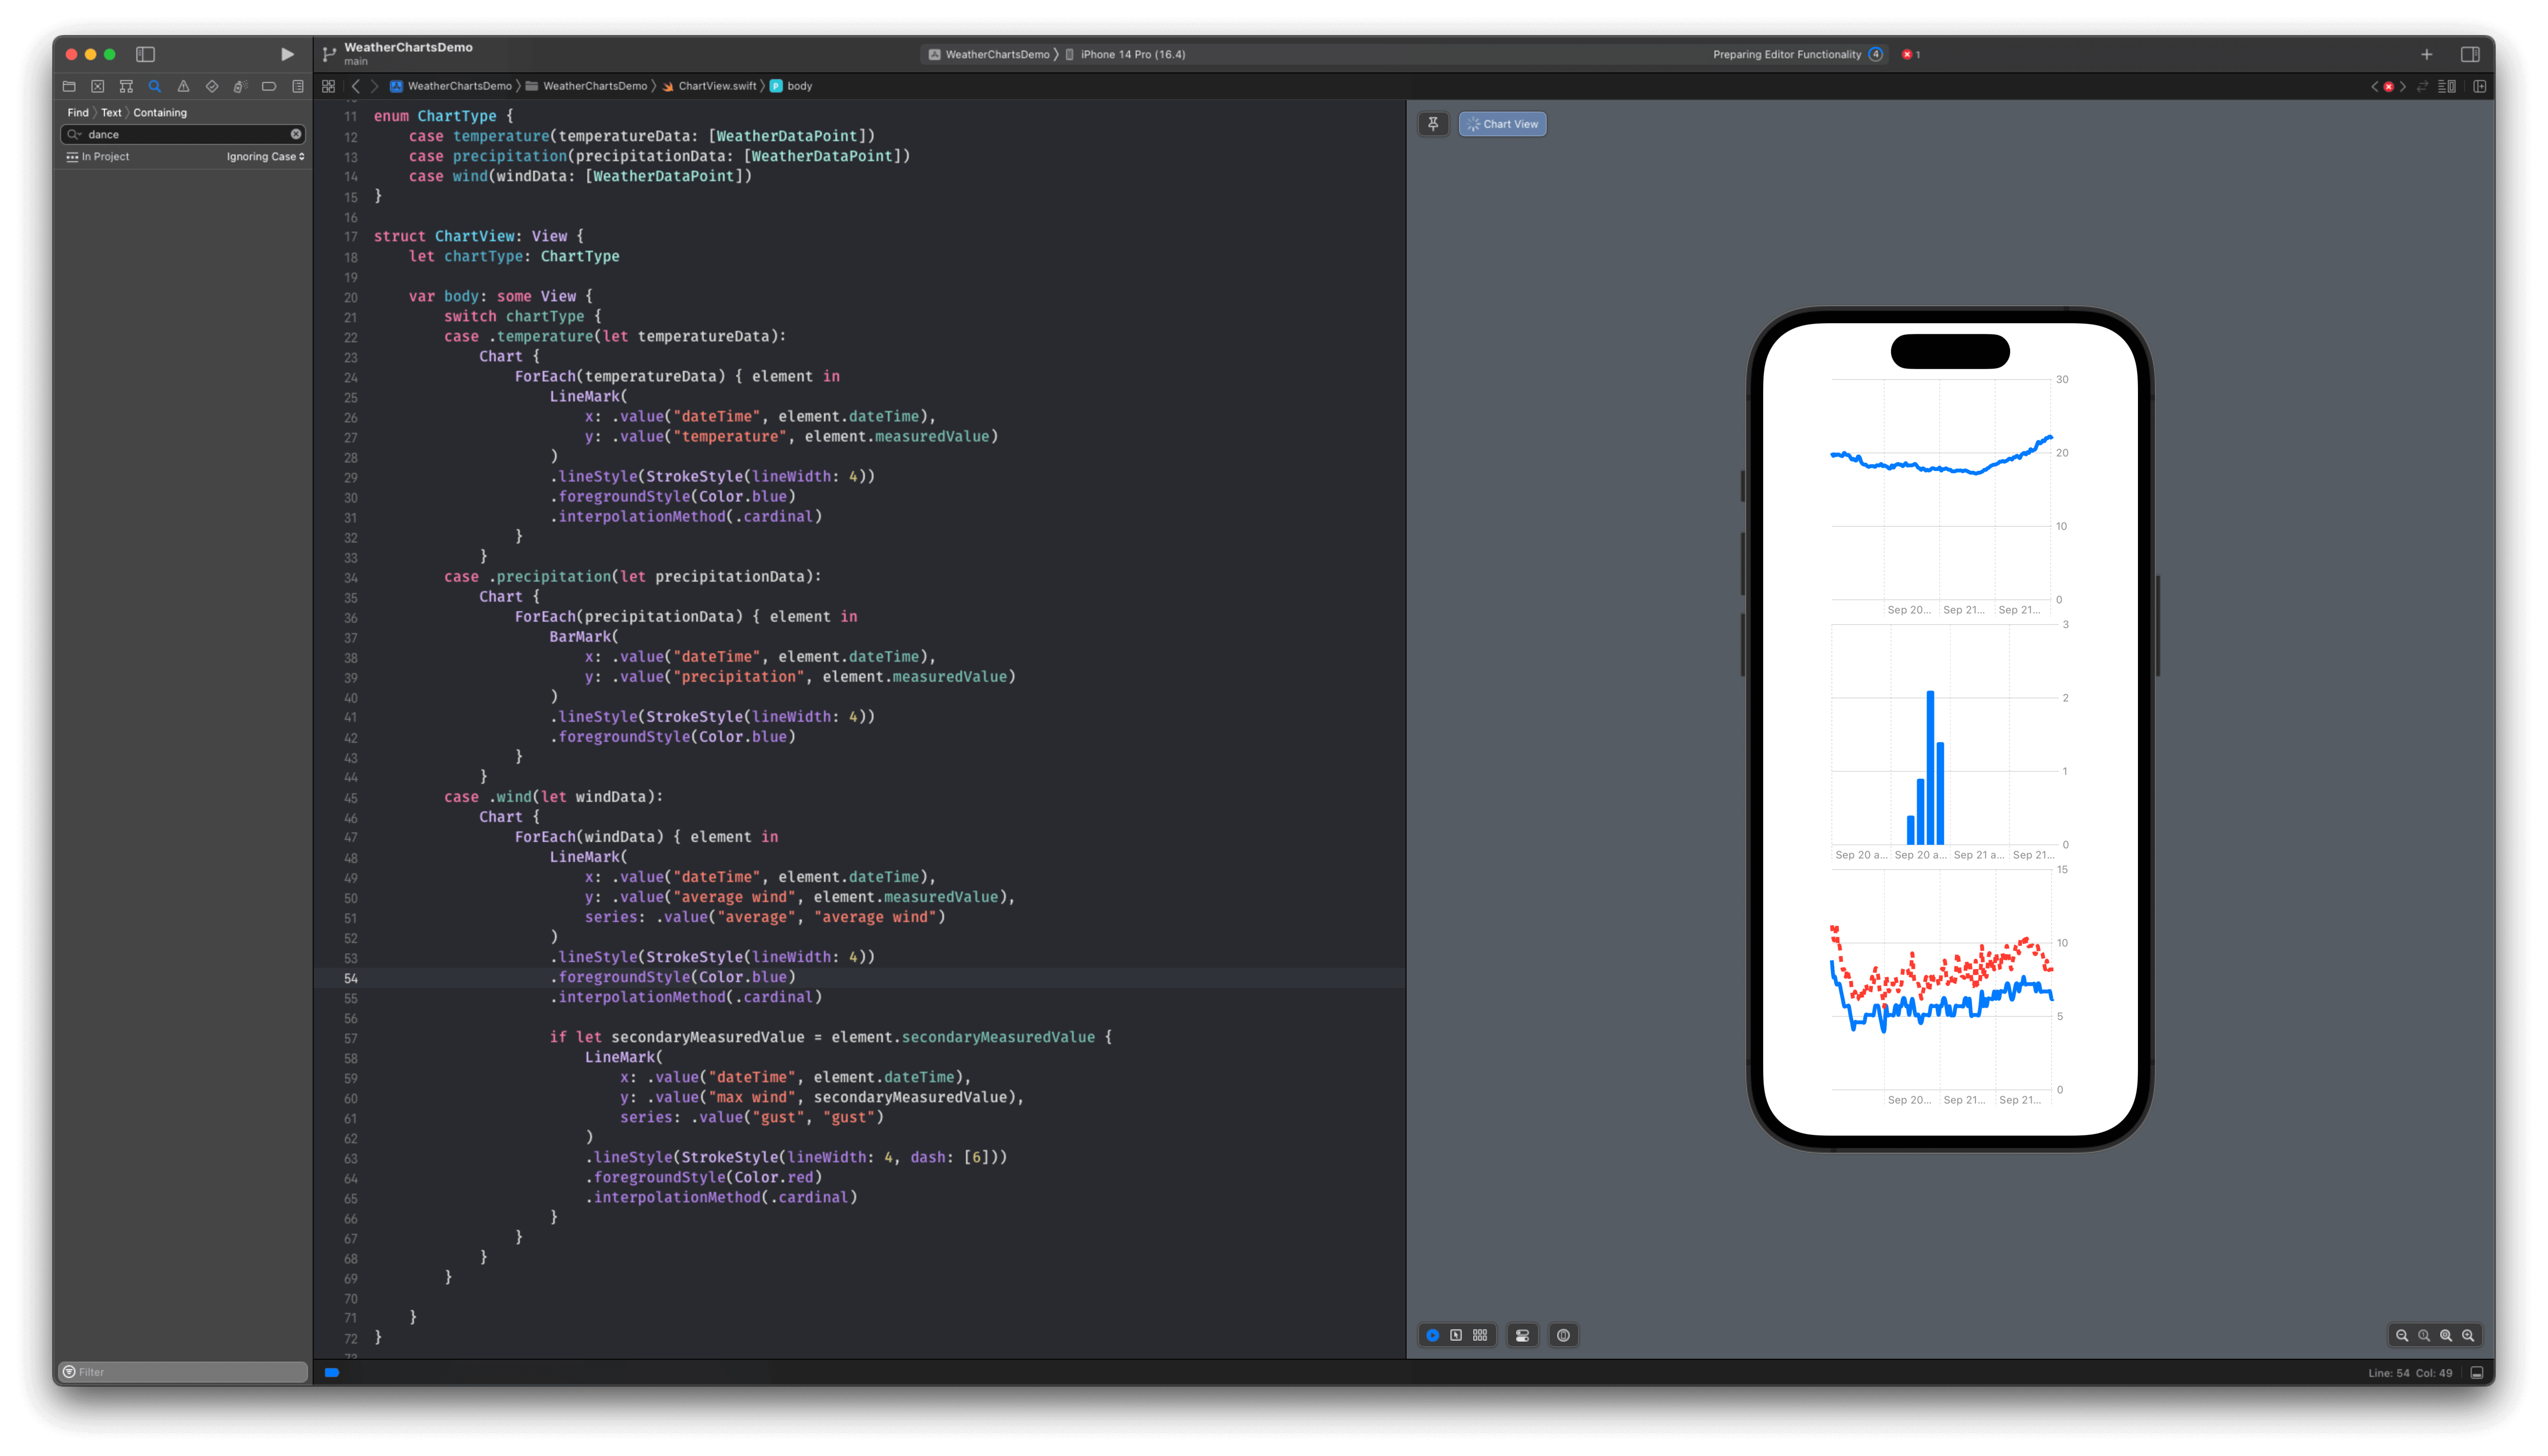 WeatherChartsDemo
main
WeatherChartsDemo 〉 iPhone 14 Pro (16.4)
Preparing Editor Functionality 4 1
WeatherChartsDemo 〉 WeatherChartsDemo 〉 ChartView.swift 〉 P body
Find 〉 Text 〉 Containing
dance
In Project Ignoring Case
Filter
11 enum ChartType {
12     case temperature(temperatureData: [WeatherDataPoint])
13     case precipitation(precipitationData: [WeatherDataPoint])
14     case wind(windData: [WeatherDataPoint])
15 }
16
17 struct ChartView: View {
18     let chartType: ChartType
19
20     var body: some View {
21         switch chartType {
22         case .temperature(let temperatureData):
23             Chart {
24                 ForEach(temperatureData) { element in
25                     LineMark(
26                         x: .value("dateTime", element.dateTime),
27                         y: .value("temperature", element.measuredValue)
28                     )
29                     .lineStyle(StrokeStyle(lineWidth: 4))
30                     .foregroundStyle(Color.blue)
31                     .interpolationMethod(.cardinal)
32                 }
33             }
34         case .precipitation(let precipitationData):
35             Chart {
36                 ForEach(precipitationData) { element in
37                     BarMark(
38                         x: .value("dateTime", element.dateTime),
39                         y: .value("precipitation", element.measuredValue)
40                     )
41                     .lineStyle(StrokeStyle(lineWidth: 4))
42                     .foregroundStyle(Color.blue)
43                 }
44             }
45         case .wind(let windData):
46             Chart {
47                 ForEach(windData) { element in
48                     LineMark(
49                         x: .value("dateTime", element.dateTime),
50                         y: .value("average wind", element.measuredValue),
51                         series: .value("average", "average wind")
52                     )
53                     .lineStyle(StrokeStyle(lineWidth: 4))
54                     .foregroundStyle(Color.blue)
55                     .interpolationMethod(.cardinal)
56
57                     if let secondaryMeasuredValue = element.secondaryMeasuredValue {
58                         LineMark(
59                             x: .value("dateTime", element.dateTime),
60                             y: .value("max wind", secondaryMeasuredValue),
61                             series: .value("gust", "gust")
62                         )
63                         .lineStyle(StrokeStyle(lineWidth: 4, dash: [6]))
64                         .foregroundStyle(Color.red)
65                         .interpolationMethod(.cardinal)
66                     }
67                 }
68             }
69         }
70
71     }
72 }
Chart View
30
20
10
0
Sep 20... Sep 21... Sep 21...
3
2
1
0
Sep 20 a... Sep 20 a... Sep 21 a... Sep 21...
15
10
5
0
Sep 20... Sep 21... Sep 21...
Line: 54 Col: 49